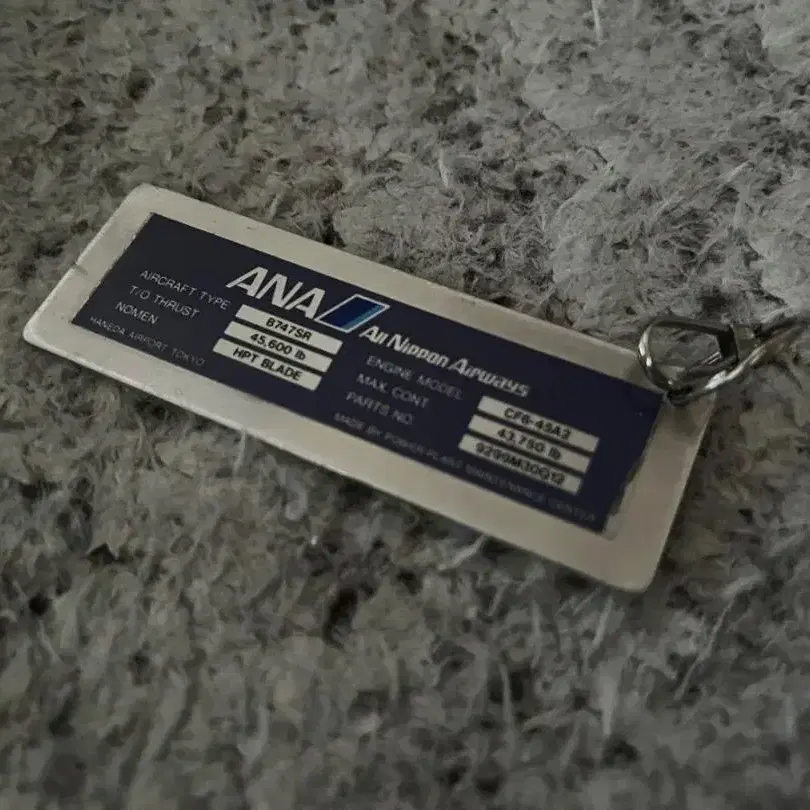 ANA All Nippon Airways
AIRCRAFT TYPE B747SR
T/O THRUST 45,600 lb
NOMEN HPT BLADE
HANEDA AIRPORT TOKYO
ENGINE MODEL CF6-45A2
MAX. CONT 43,750 lb
PARTS NO. 9299M30G12
MADE BY POWER PLANT MAINTENANCE CENTER